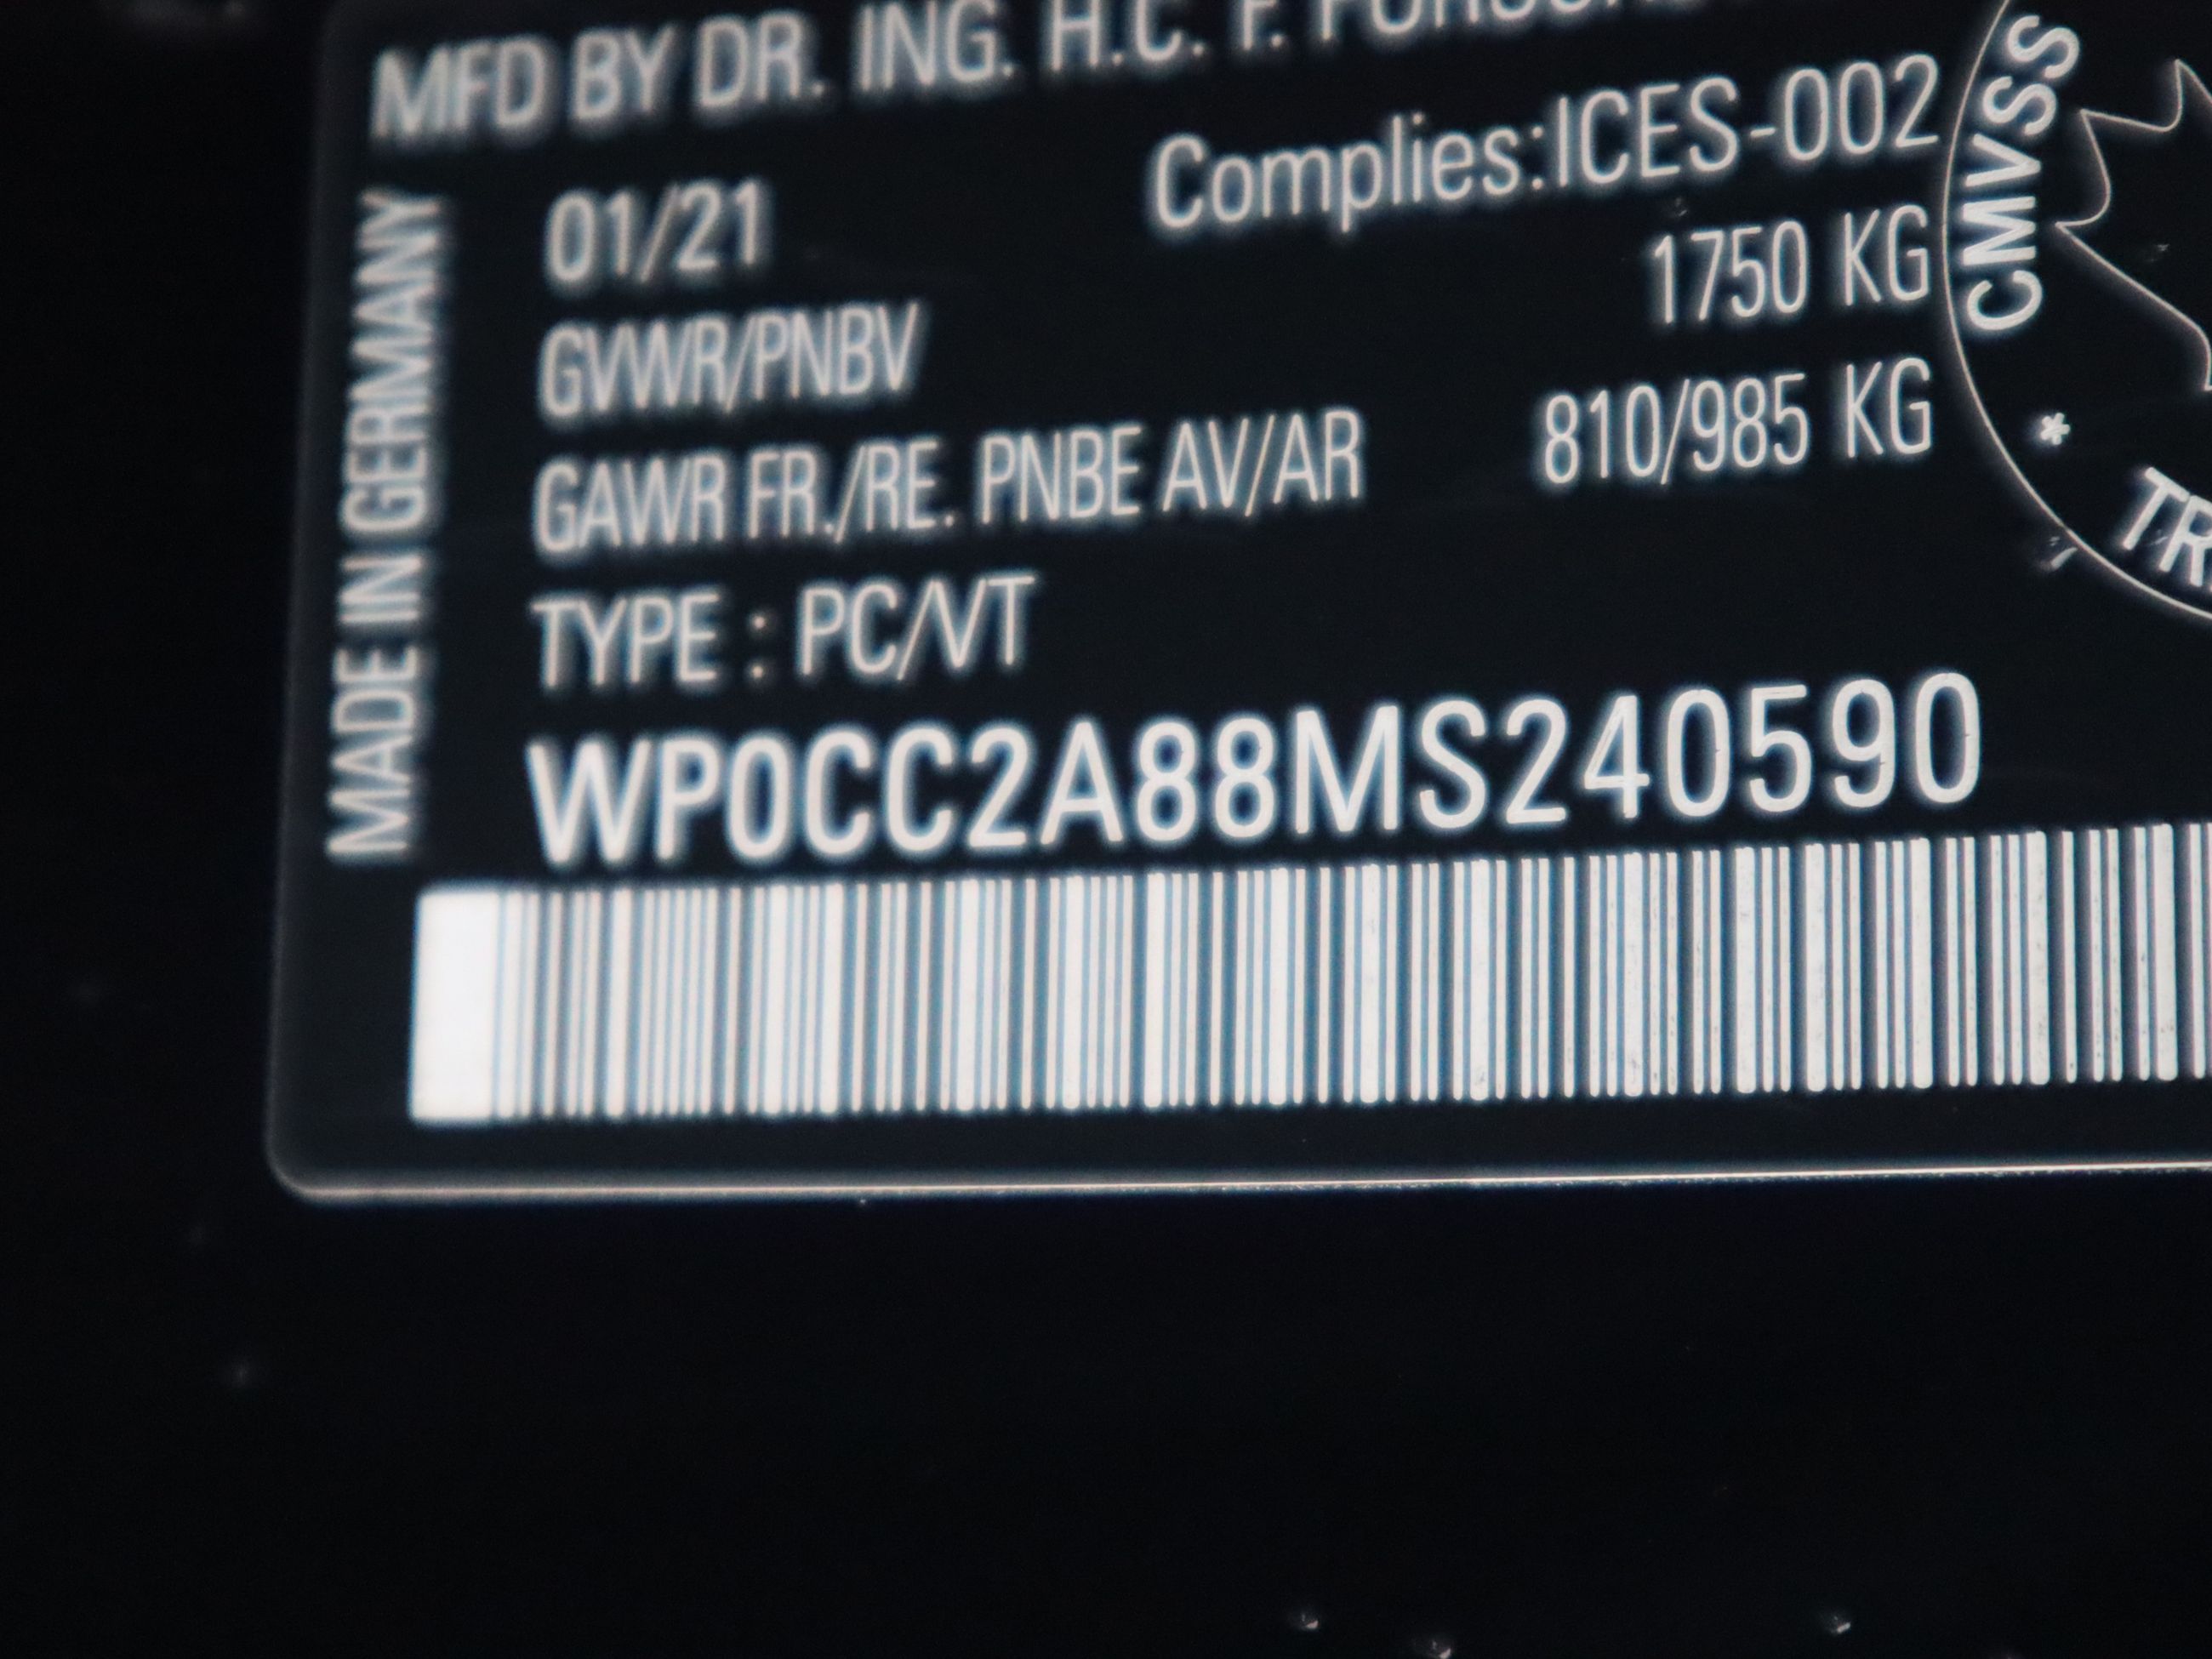 MFD BY DR. ING. H.C. F. PORSCHE
Complies:ICES-002
01/21
1750 KG
GVWR/PNBV
GAWR FR./RE. PNBE AV/AR 810/985 KG
TYPE : PC/VT
WP0CC2A88MS240590
MADE IN GERMANY
CMVSS
*